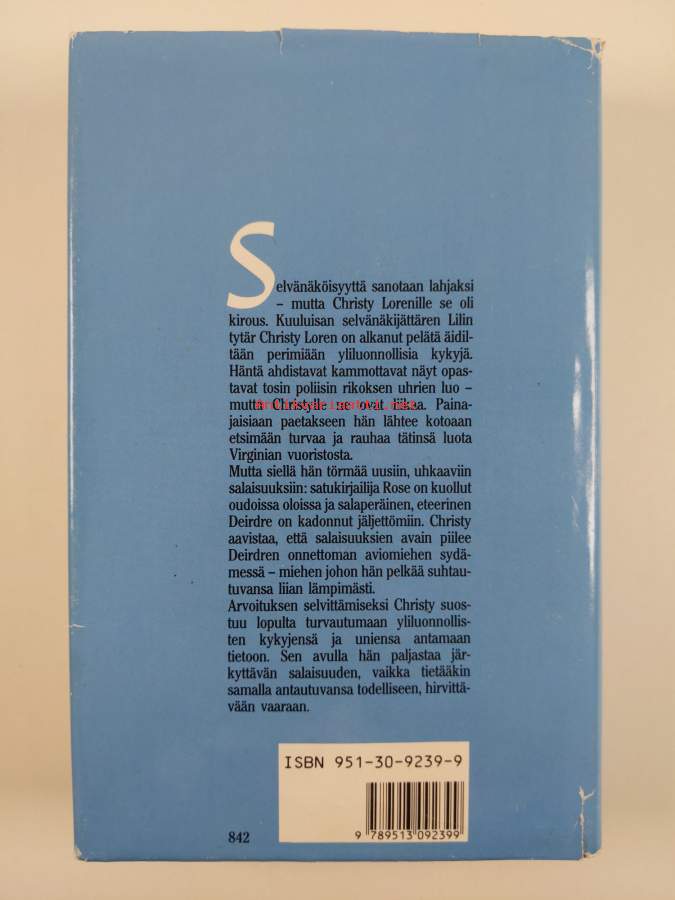 Selvänäköisyyttä sanotaan lahjaksi
– mutta Christy Lorenille se oli
kirous. Kuuluisan selvänäkijättären Lilin
tytär Christy Loren on alkanut pelätä äidil-
tään perimiään yliluonnollisia kykyjä.
Häntä ahdistavat kammottavat näyt opas-
tavat tosin poliisin rikoksen uhrien luo –
mutta Christylle ne ovat liikaa. Paina-
jaisiaan paetakseen hän lähtee kotoaan
etsimään turvaa ja rauhaa tätinsä luota
Virginian vuoristosta.
Mutta siellä hän törmää uusiin, uhkaaviin
salaisuuksiin: satukirjailija Rose on kuollut
oudoissa oloissa ja salaperäinen, eteerinen
Deirdre on kadonnut jäljettömiin. Christy
aavistaa, että salaisuuksien avain piilee
Deirdren onnettoman aviomiehen sydä-
messä – miehen johon hän pelkää suhtau-
tuvansa liian lämpimästi.
Arvoituksen selvittämiseksi Christy suos-
tuu lopulta turvautumaan yliluonnollis-
ten kykyjensä ja uniensa antamaan
tietoon. Sen avulla hän paljastaa jär-
kyttävän salaisuuden, vaikka tietääkin
samalla antautuvansa todelliseen, hirvittä-
vään vaaraan.
ISBN 951-30-9239-9
9 789513 092399
842